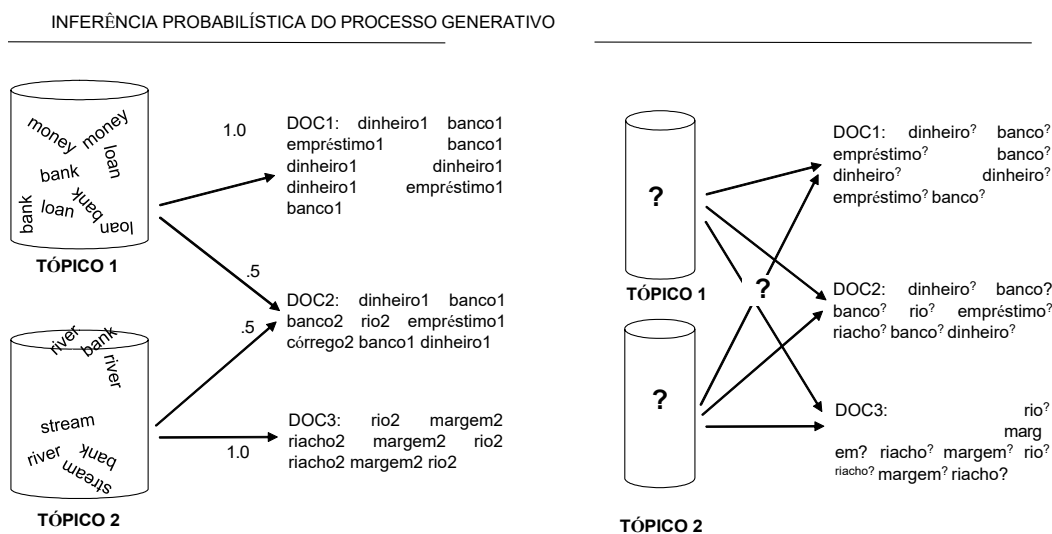 INFERÊNCIA PROBABILÍSTICA DO PROCESSO GENERATIVO
money
money
loan
bank
bank
loan
bank
loan
TÓPICO 1
river
bank
river
stream
river
bank
stream
TÓPICO 2
1.0
.5
.5
1.0
DOC1: dinheiro1 banco1
empréstimo1 banco1
dinheiro1 dinheiro1
dinheiro1 empréstimo1
banco1
DOC2: dinheiro1 banco1
banco2 rio2 empréstimo1
córrego2 banco1 dinheiro1
DOC3: rio2 margem2
riacho2 margem2 rio2
riacho2 margem2 rio2
?
TÓPICO 1
?
?
TÓPICO 2
DOC1: dinheiro? banco?
empréstimo? banco?
dinheiro? dinheiro?
empréstimo? banco?
DOC2: dinheiro? banco?
banco? rio? empréstimo?
riacho? banco? dinheiro?
DOC3: rio?
marg
em? riacho? margem? rio?
riacho? margem? riacho?